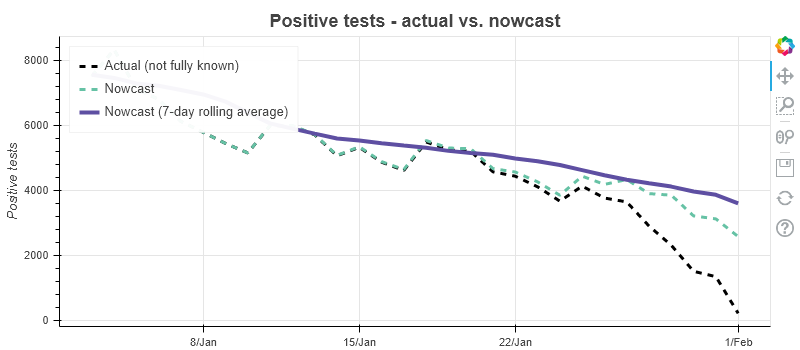 Positive tests - actual vs. nowcast
Actual (not fully known)
Nowcast
Nowcast (7-day rolling average)
Positive tests
8000
6000
4000
2000
0
8/Jan
15/Jan
22/Jan
1/Feb